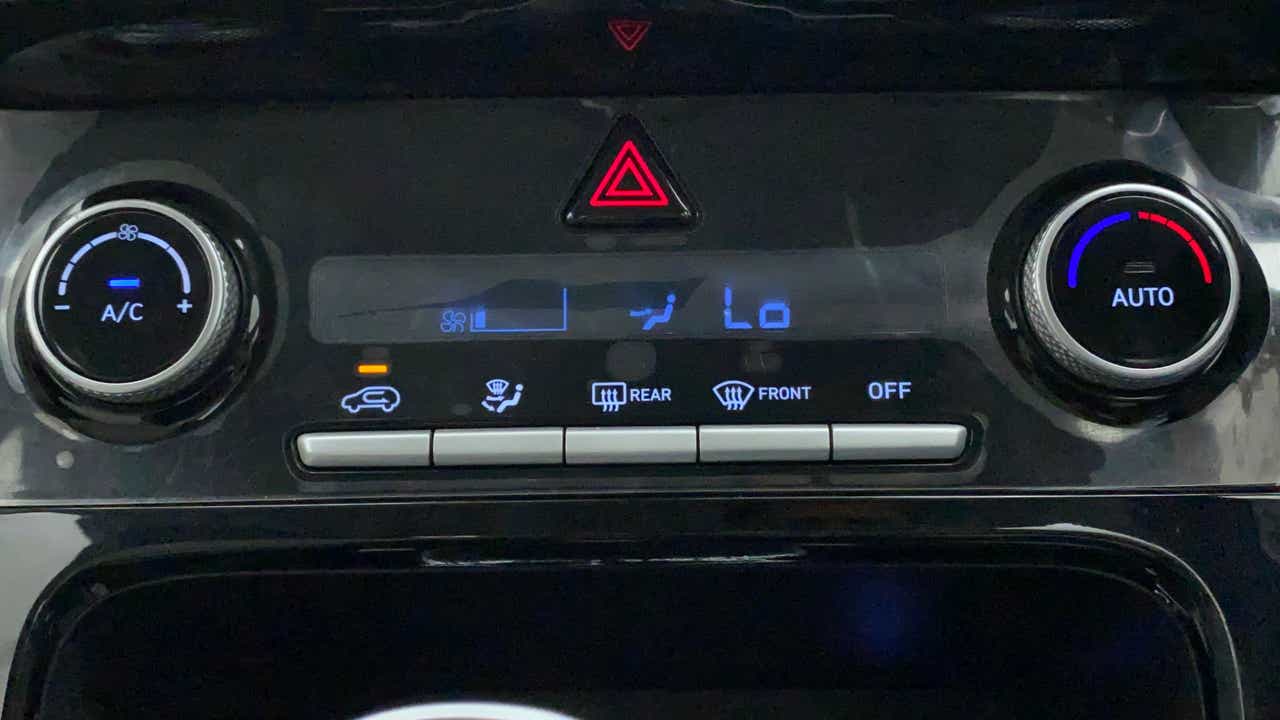 A/C
- +
Lo
AUTO
REAR
FRONT
OFF